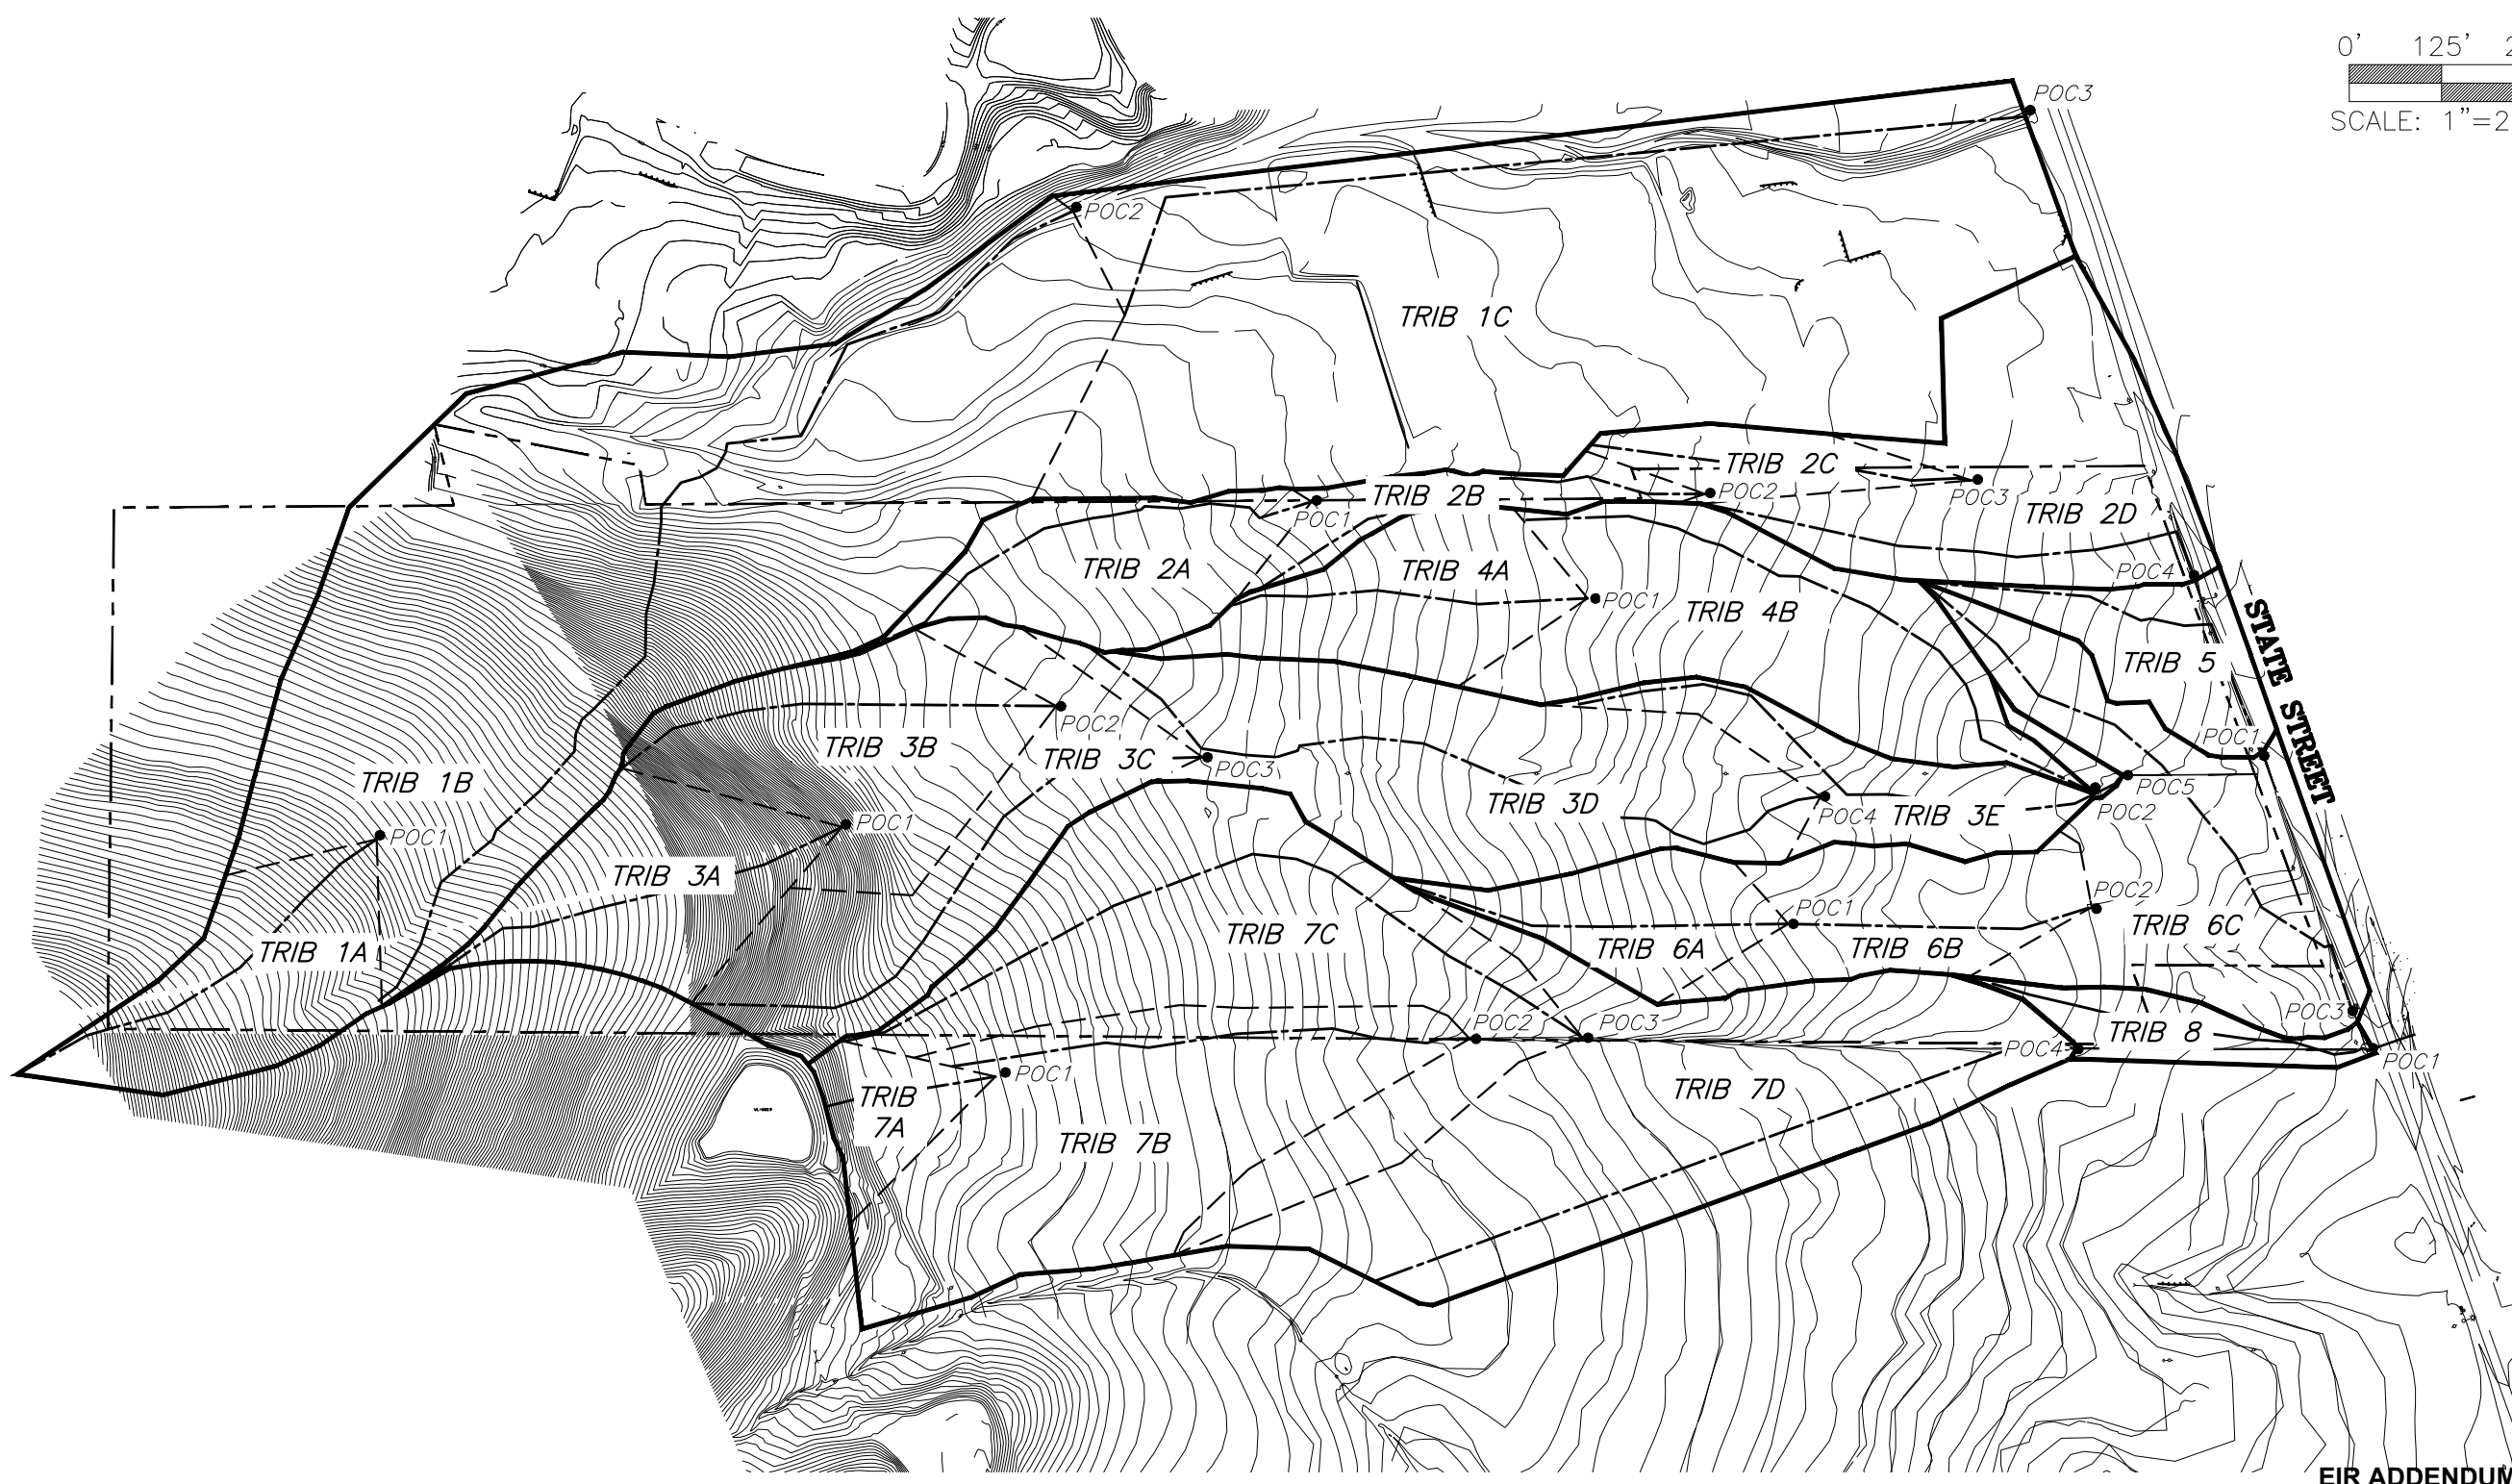 0' 125' 2
SCALE: 1"=2
POC3
POC2
TRIB 1C
TRIB 2C
POC2
POC3
TRIB 2B
POC1
TRIB 2D
TRIB 2A
TRIB 4A
POC4
POC1
TRIB 4B
STATE STREET
TRIB 5
POC2
POC1
TRIB 3B
TRIB 3C
POC3
TRIB 1B
POC5
TRIB 3D
POC4
TRIB 3E
POC2
POC1
POC1
TRIB 3A
POC2
POC1
TRIB 6C
TRIB 7C
TRIB 1A
TRIB 6A
TRIB 6B
POC3
POC2
POC3
TRIB 8
POC4
POC1
POC1
TRIB 7D
TRIB
7A
TRIB 7B
EIR ADDENDUM